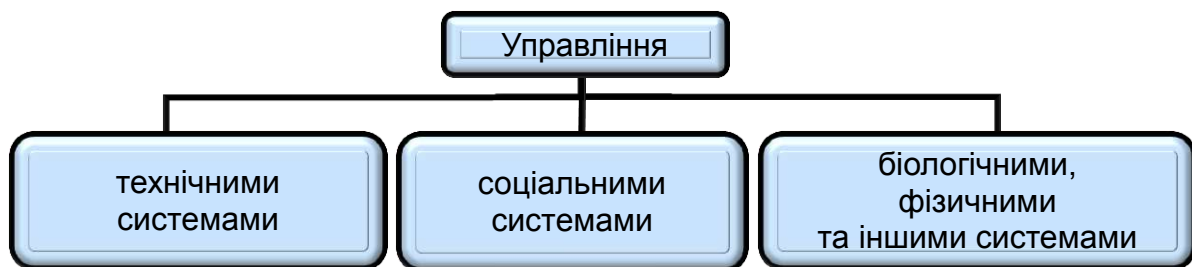 Управління
технічними
системами
соціальними
системами
біологічними,
фізичними
та іншими системами